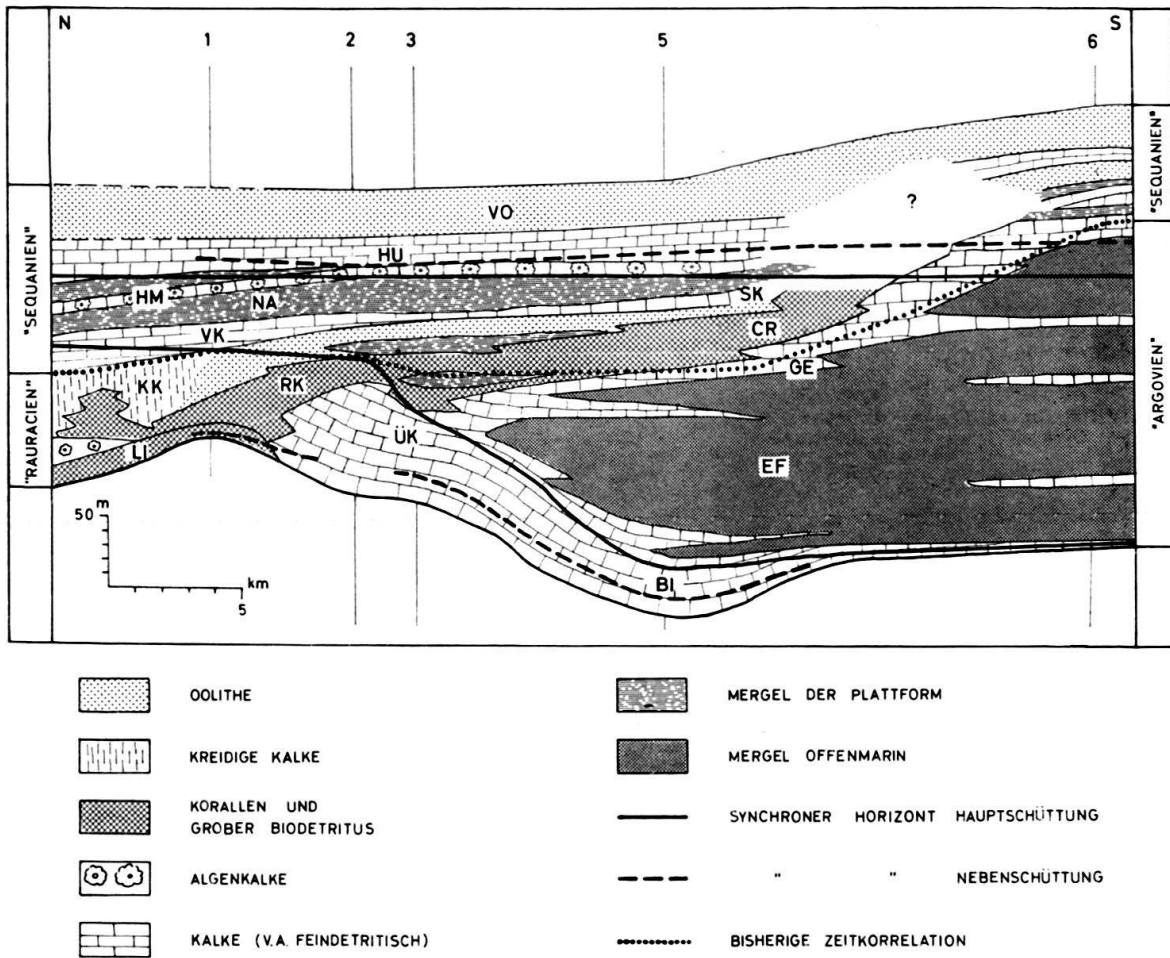 N S
1 2 3 5 6
"SEQUANIEN"
"RAURACIEN"
"SEQUANIEN"
"ARGOVIEN"
VO
?
HU
HM
NA
SK
VK
CR
GE
KK
RK
ÜK
LI
EF
BI
50 m
km
5
OOLITHE
KREIDIGE KALKE
KORALLEN UND
GROBER BIODETRITUS
ALGENKALKE
KALKE (V.A. FEINDETRITISCH)
MERGEL DER PLATTFORM
MERGEL OFFENMARIN
SYNCHRONER HORIZONT HAUPTSCHÜTTUNG
" " NEBENSCHÜTTUNG
BISHERIGE ZEITKORRELATION